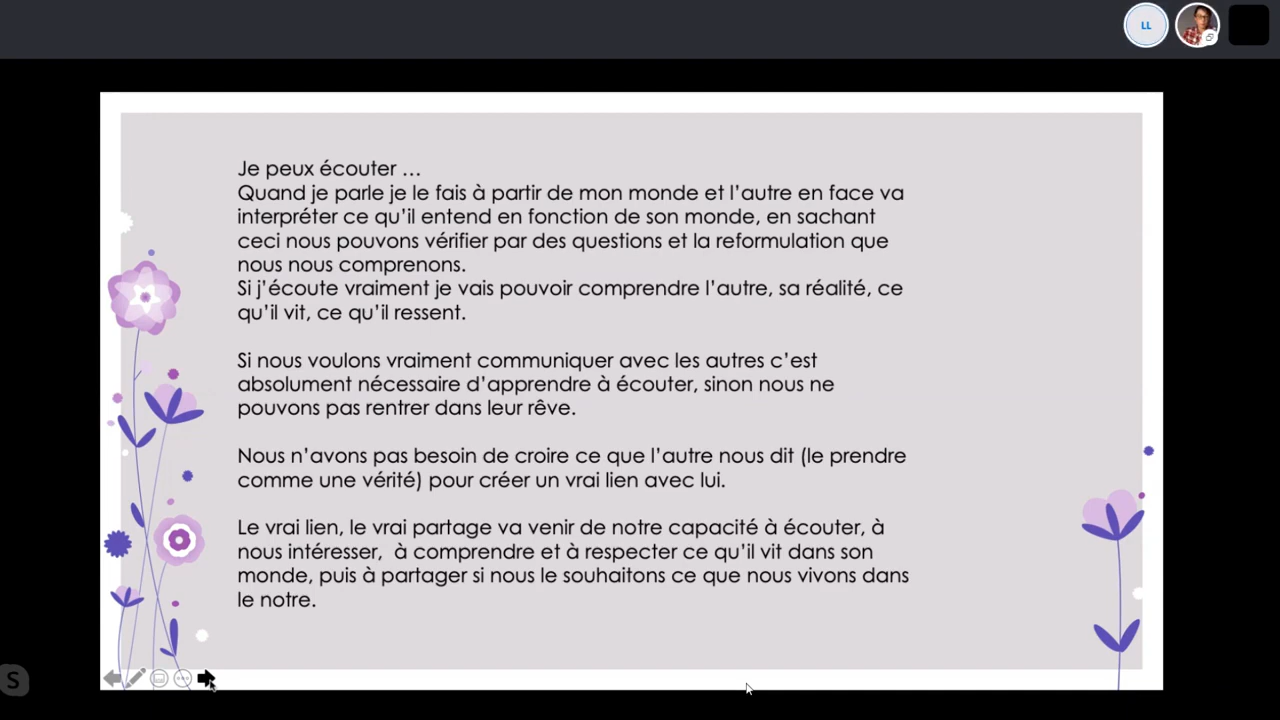 LL
Je peux écouter …
Quand je parle je le fais à partir de mon monde et l’autre en face va
interpréter ce qu’il entend en fonction de son monde, en sachant
ceci nous pouvons vérifier par des questions et la reformulation que
nous nous comprenons.
Si j’écoute vraiment je vais pouvoir comprendre l’autre, sa réalité, ce
qu’il vit, ce qu’il ressent.
Si nous voulons vraiment communiquer avec les autres c’est
absolument nécessaire d’apprendre à écouter, sinon nous ne
pouvons pas rentrer dans leur rêve.
Nous n’avons pas besoin de croire ce que l’autre nous dit (le prendre
comme une vérité) pour créer un vrai lien avec lui.
Le vrai lien, le vrai partage va venir de notre capacité à écouter, à
nous intéresser,  à comprendre et à respecter ce qu’il vit dans son
monde, puis à partager si nous le souhaitons ce que nous vivons dans
le notre.
S